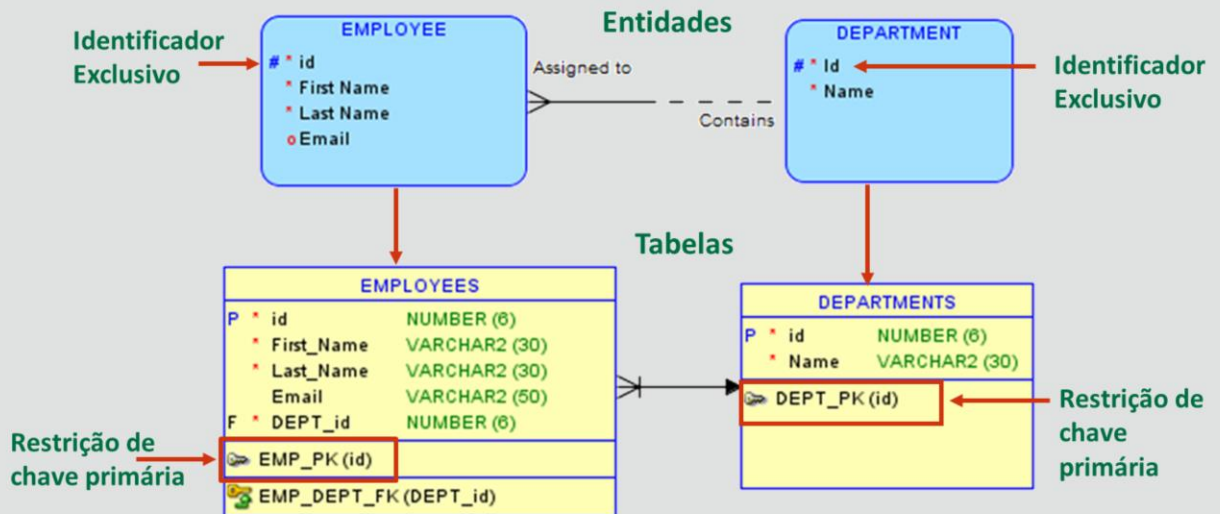 Entidades
Identificador
Exclusivo
EMPLOYEE
# * id
* First Name
* Last Name
o Email
Assigned to
Contains
DEPARTMENT
# * Id
* Name
Identificador
Exclusivo
Tabelas
EMPLOYEES
P * id NUMBER (6)
* First_Name VARCHAR2 (30)
* Last_Name VARCHAR2 (30)
Email VARCHAR2 (50)
F * DEPT_id NUMBER (6)
EMP_PK (id)
EMP_DEPT_FK (DEPT_id)
Restrição de
chave primária
DEPARTMENTS
P * id NUMBER (6)
* Name VARCHAR2 (30)
DEPT_PK (id)
Restrição de
chave
primária